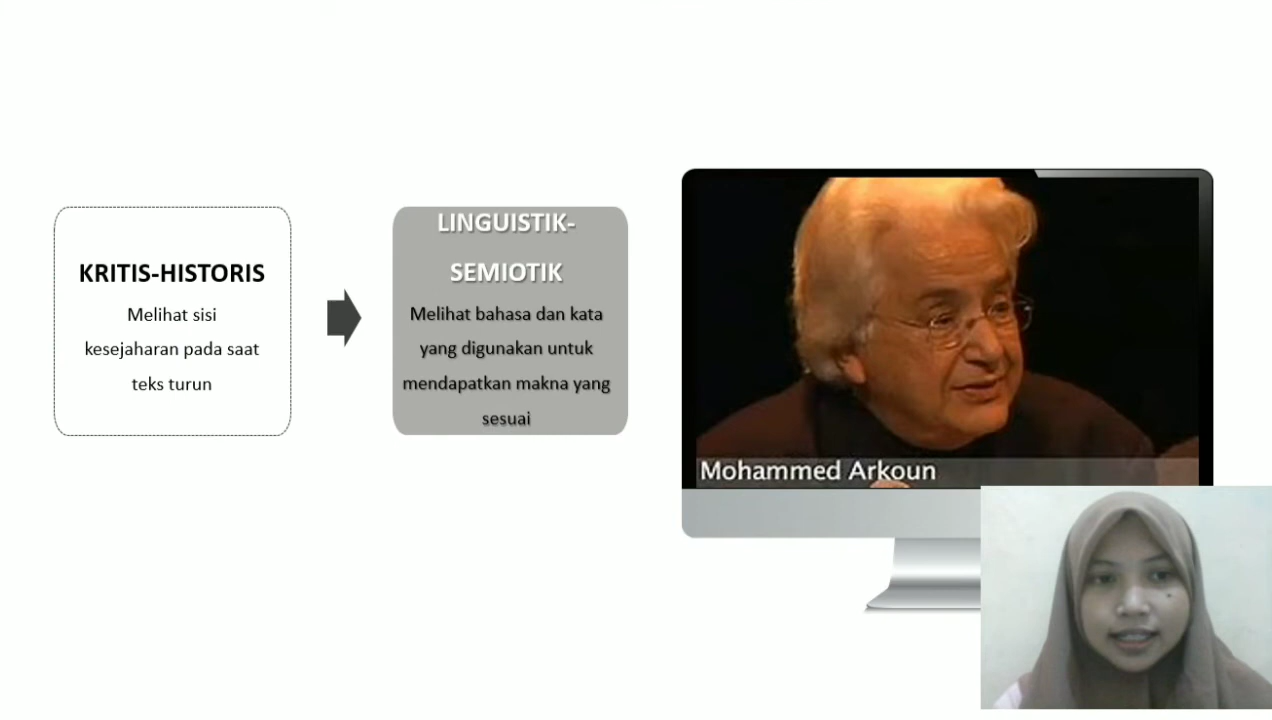 KRITIS-HISTORIS
Melihat sisi
kesejaharan pada saat
teks turun
LINGUISTIK-
SEMIOTIK
Melihat bahasa dan kata
yang digunakan untuk
mendapatkan makna yang
sesuai
Mohammed Arkoun